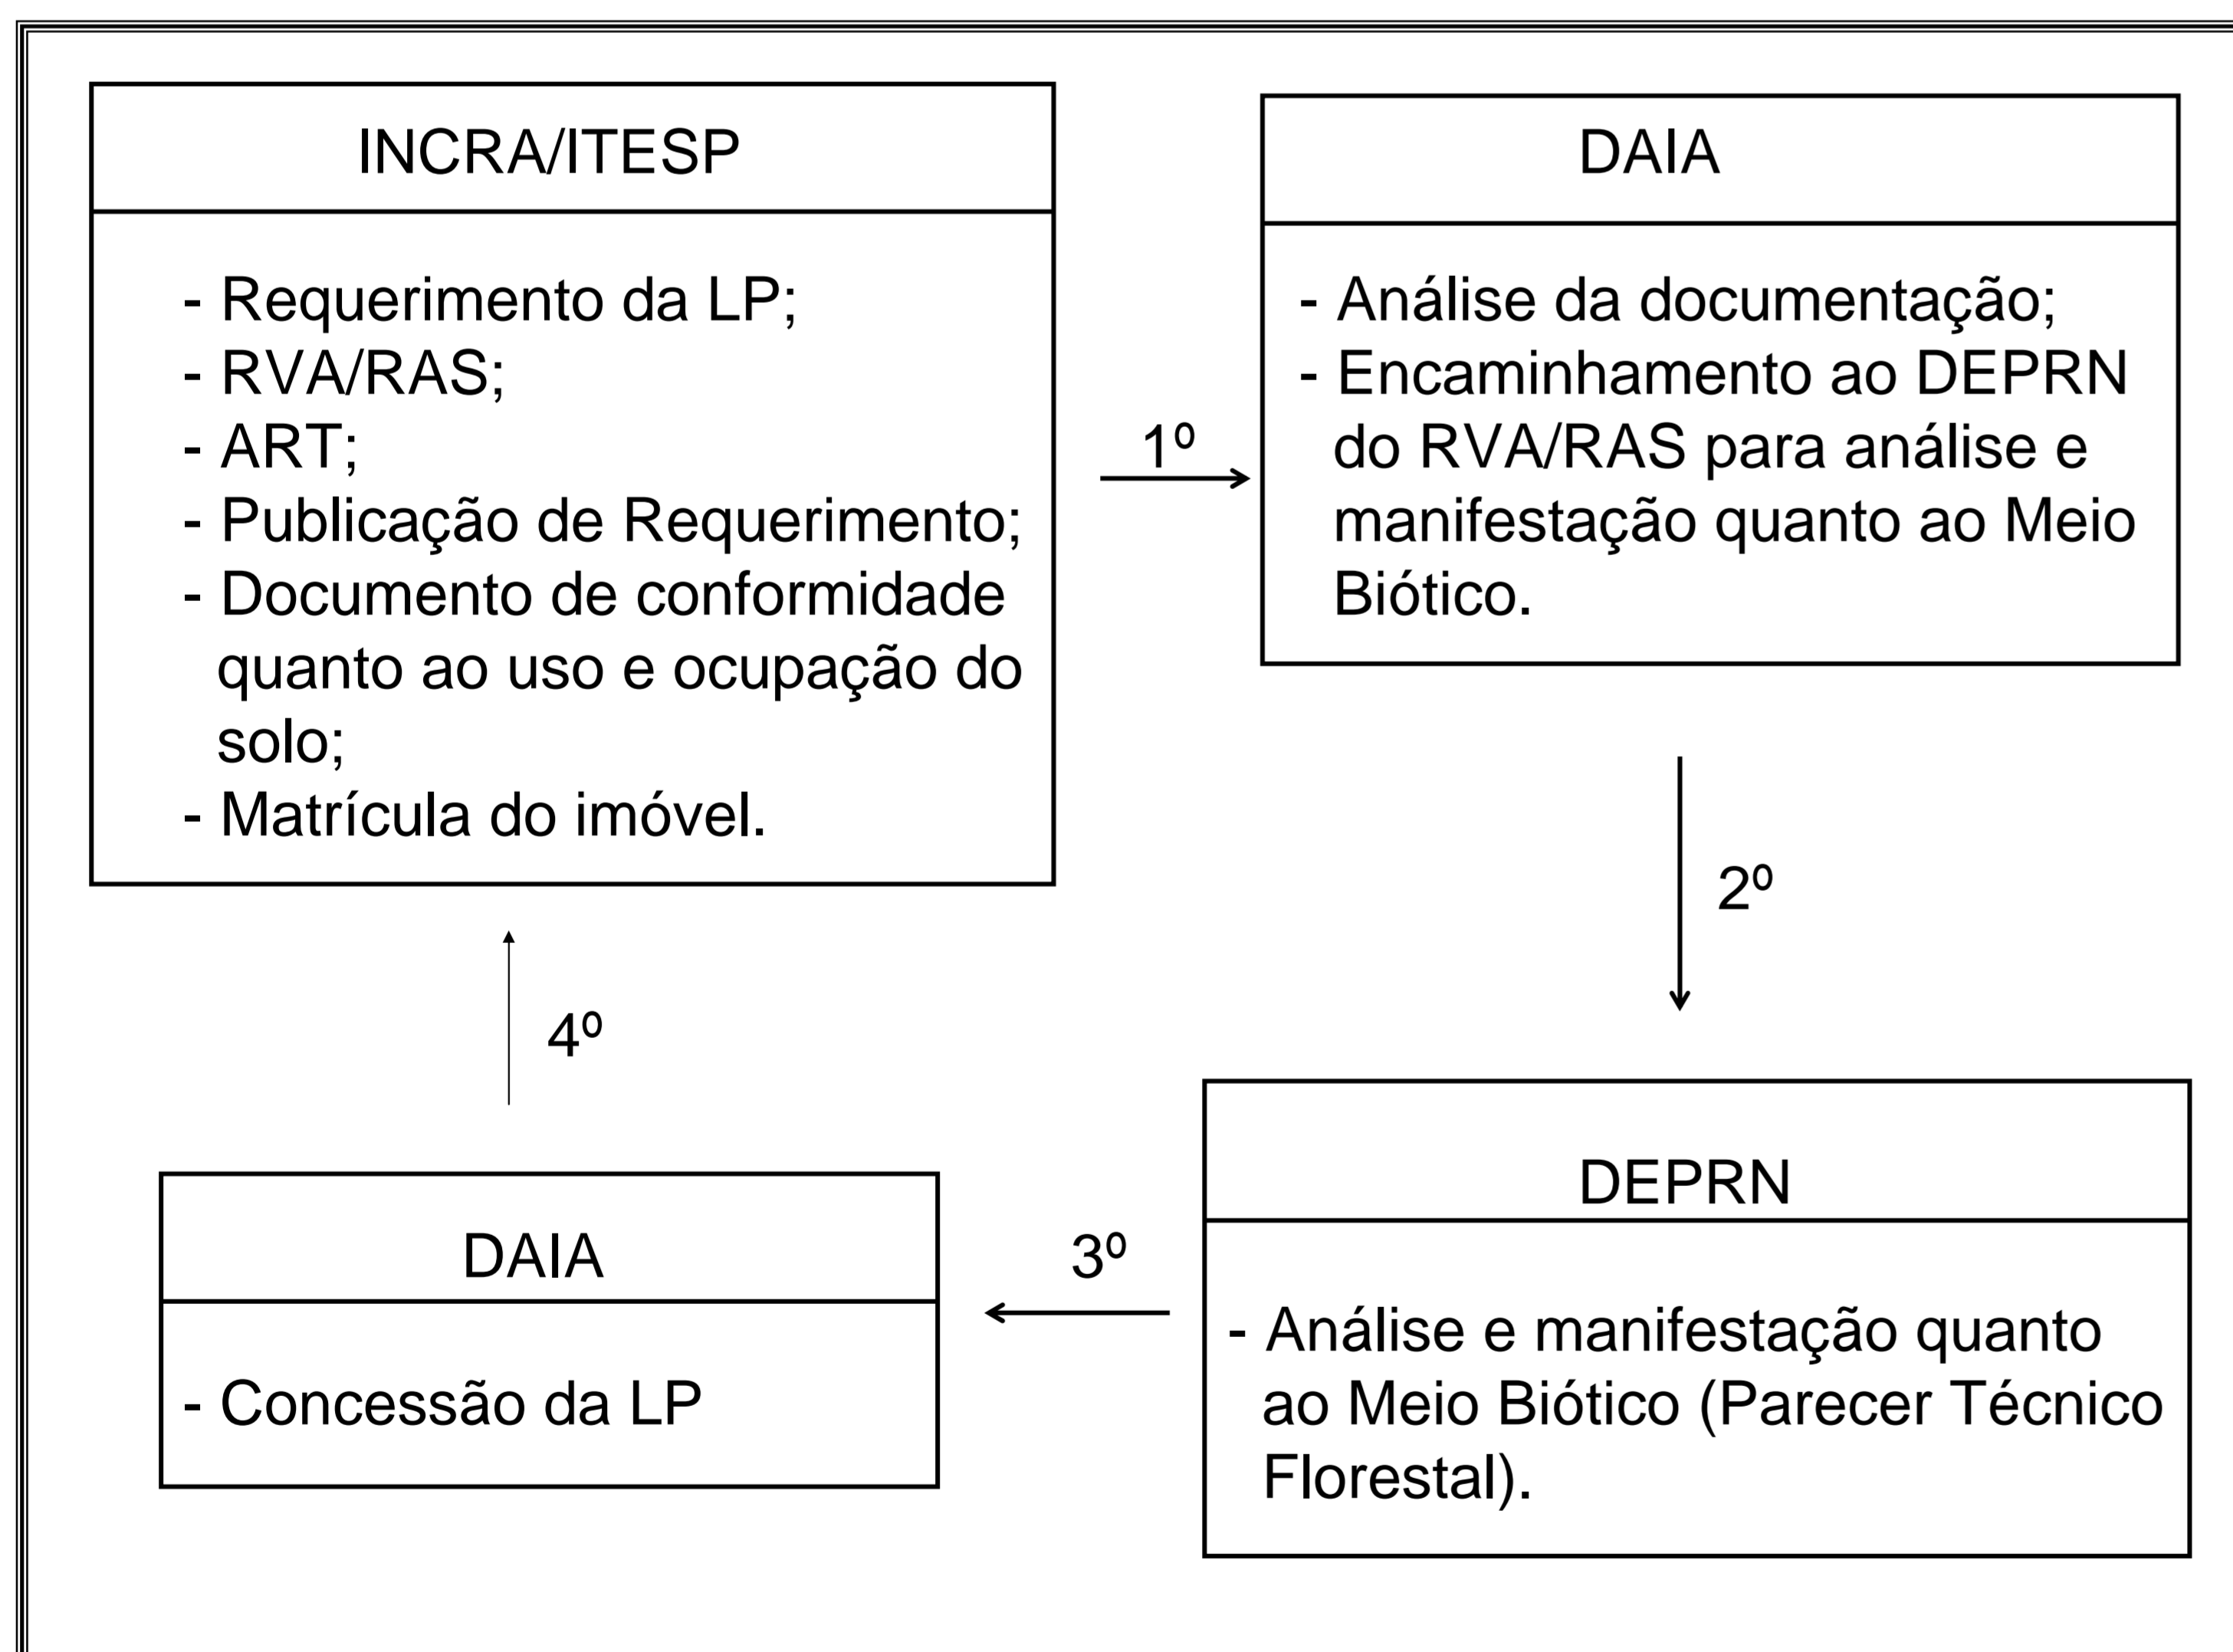 INCRA/ITESP
- Requerimento da LP;
- RVA/RAS;
- ART;
- Publicação de Requerimento;
- Documento de conformidade
quanto ao uso e ocupação do
solo;
- Matrícula do imóvel.
1º
DAIA
- Análise da documentação;
- Encaminhamento ao DEPRN
do RVA/RAS para análise e
manifestação quanto ao Meio
Biótico.
2º
DEPRN
- Análise e manifestação quanto
ao Meio Biótico (Parecer Técnico
Florestal).
3º
DAIA
- Concessão da LP
4º